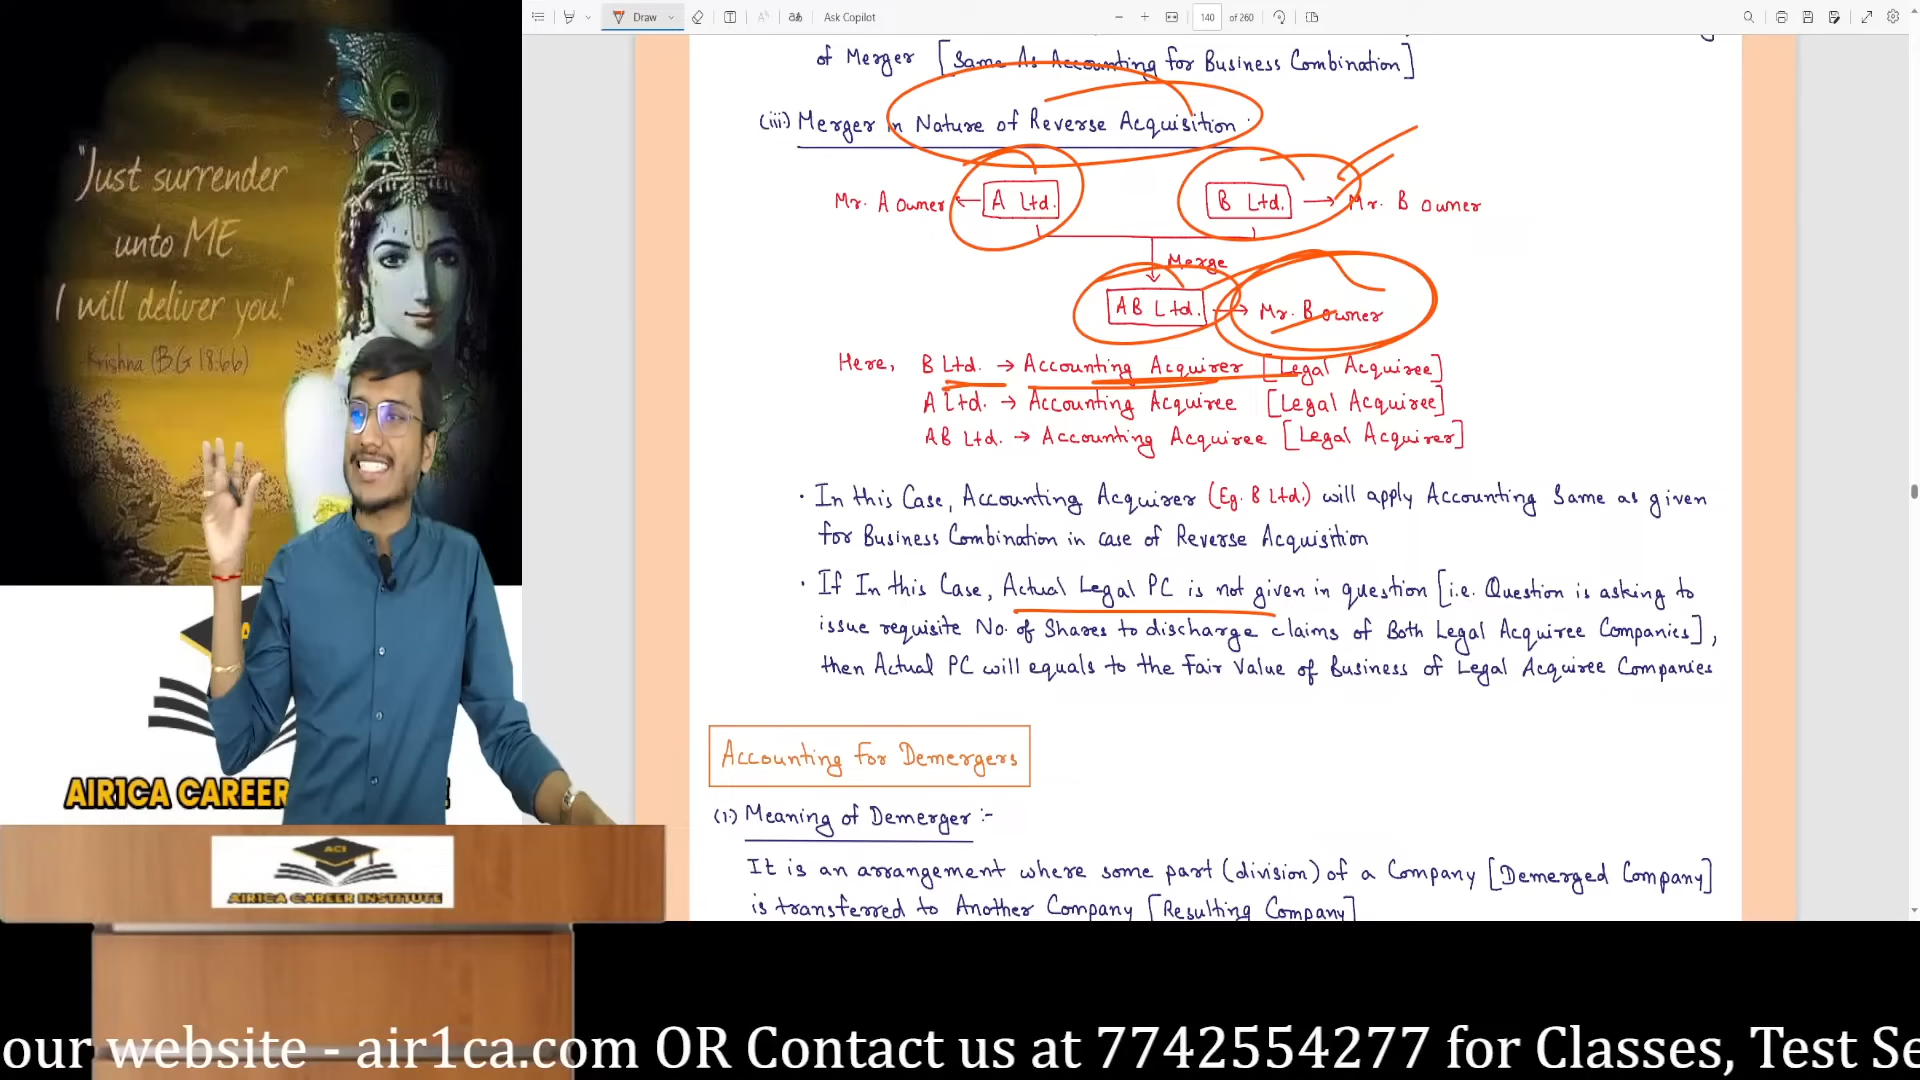 Draw
Ask Copilot
140 of 260
of Merger [Same As Accounting for Business Combination]
(iii.) Merger in Nature of Reverse Acquisition
Mr. A owner ← A Ltd.
B Ltd. → Mr. B owner
Merge
AB Ltd. → Mr. B owner
Here, B Ltd. → Accounting Acquirer [Legal Acquiree]
A Ltd. → Accounting Acquiree [Legal Acquiree]
AB Ltd. → Accounting Acquiree [Legal Acquirer]
• In this Case, Accounting Acquirer (Eg. B Ltd.) will apply Accounting Same as given
for Business Combination in case of Reverse Acquisition
• If In this Case, Actual Legal PC is not given in question [i.e. Question is asking to
issue requisite No. of Shares to discharge claims of Both Legal Acquiree Companies],
then Actual PC will equals to the Fair Value of Business of Legal Acquiree Companies
Accounting for Demergers
(1.) Meaning of Demerger :-
It is an arrangement where some part (division) of a Company [Demerged Company]
is transferred to Another Company [Resulting Company]
"Just surrender
unto ME
I will deliver you!"
- Krishna (B.G 18:66)
AIR1CA CAREER
ACI
AIR1CA CAREER INSTITUTE
our website - air1ca.com OR Contact us at 7742554277 for Classes, Test Se